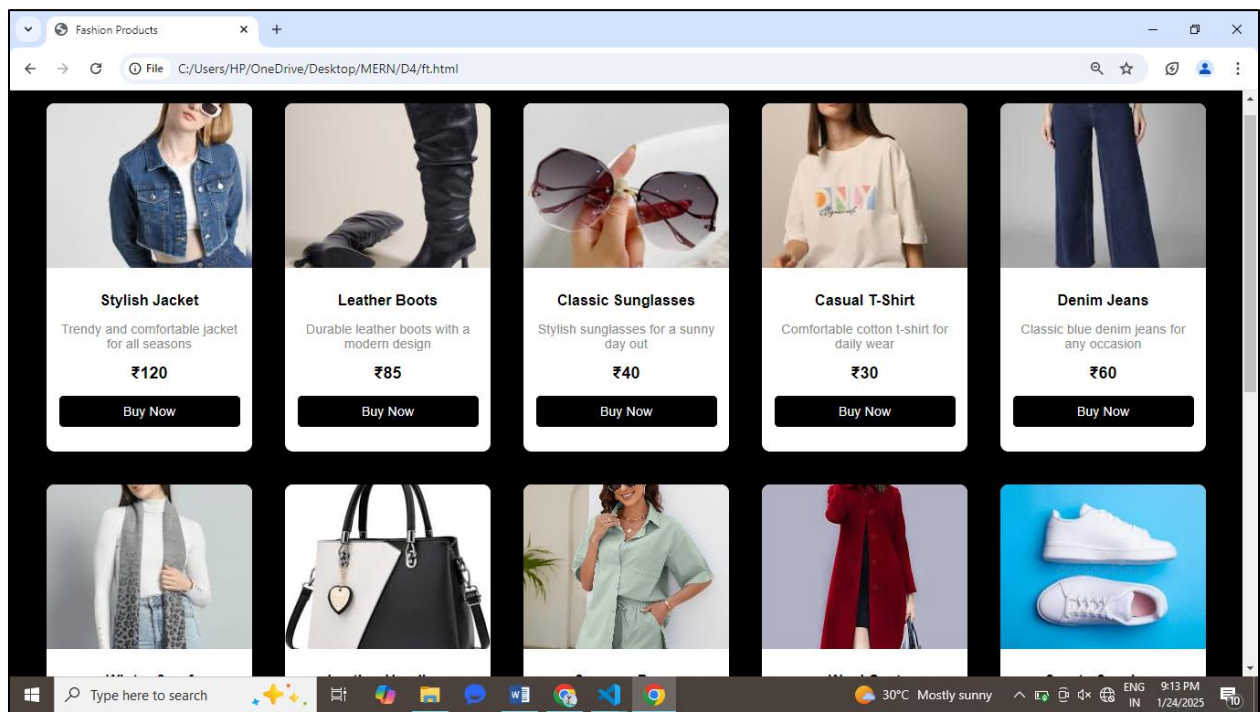 Fashion Products
File C:/Users/HP/OneDrive/Desktop/MERN/D4/ft.html
Stylish Jacket
Trendy and comfortable jacket
for all seasons
₹120
Buy Now
Leather Boots
Durable leather boots with a
modern design
₹85
Buy Now
Classic Sunglasses
Stylish sunglasses for a sunny
day out
₹40
Buy Now
Casual T-Shirt
Comfortable cotton t-shirt for
daily wear
₹30
Buy Now
Denim Jeans
Classic blue denim jeans for
any occasion
₹60
Buy Now
Type here to search
30°C Mostly sunny
ENG
IN
9:13 PM
1/24/2025
10